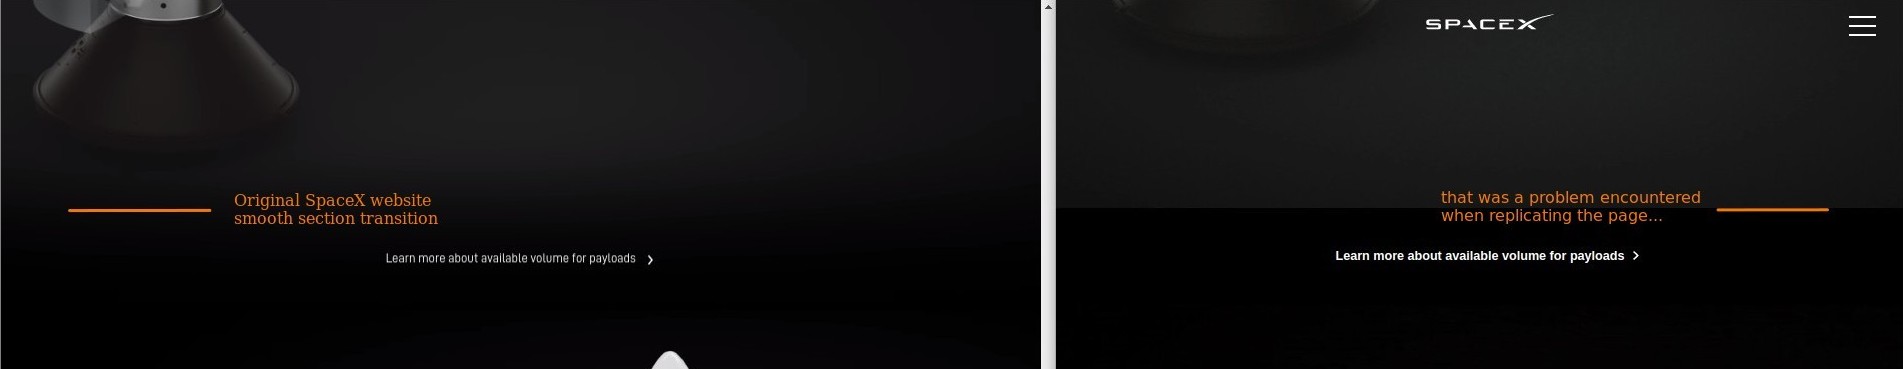 Original SpaceX website
smooth section transition
Learn more about available volume for payloads
SPACEX
that was a problem encountered
when replicating the page...
Learn more about available volume for payloads